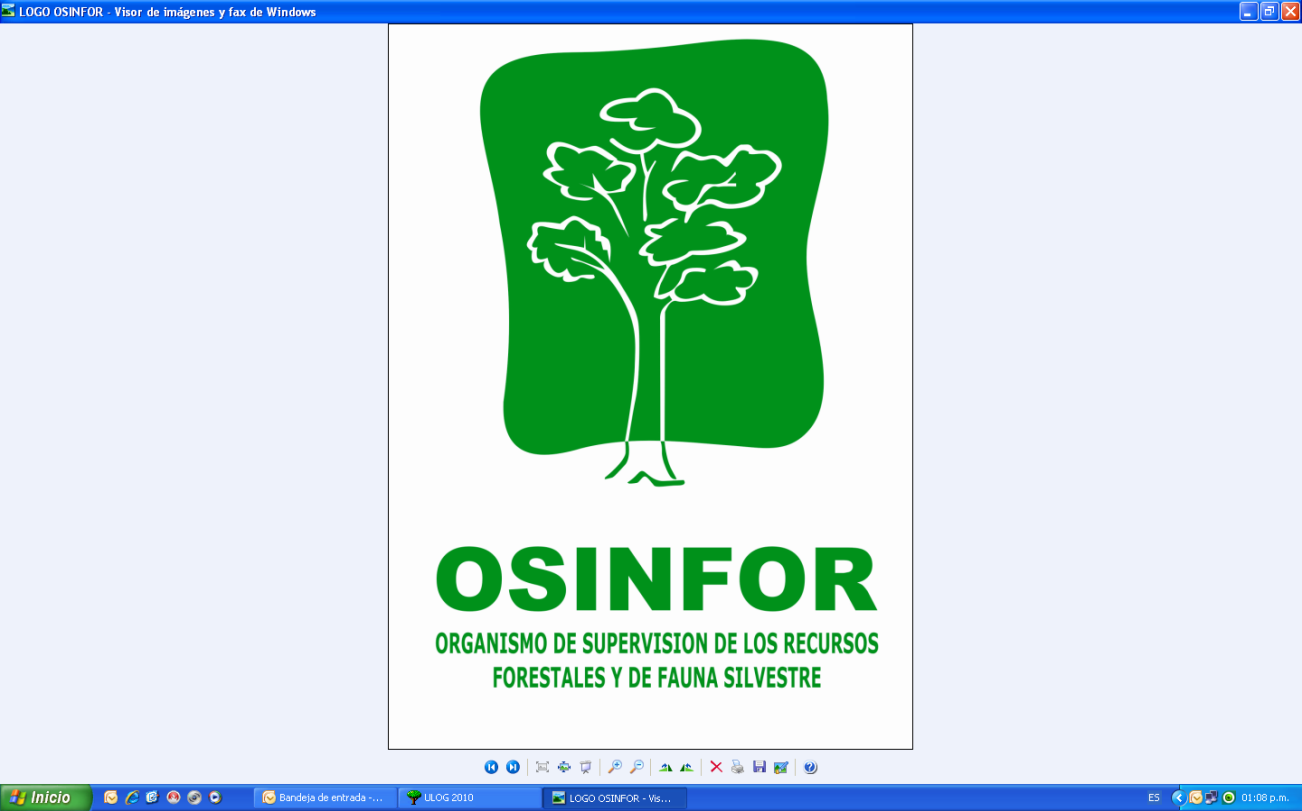 LOGO OSINFOR - Visor de imágenes y fax de Windows
OSINFOR
ORGANISMO DE SUPERVISION DE LOS RECURSOS
FORESTALES Y DE FAUNA SILVESTRE
Inicio
Bandeja de entrada -...
ULOG 2010
LOGO OSINFOR - Vis...
ES
01:08 p.m.